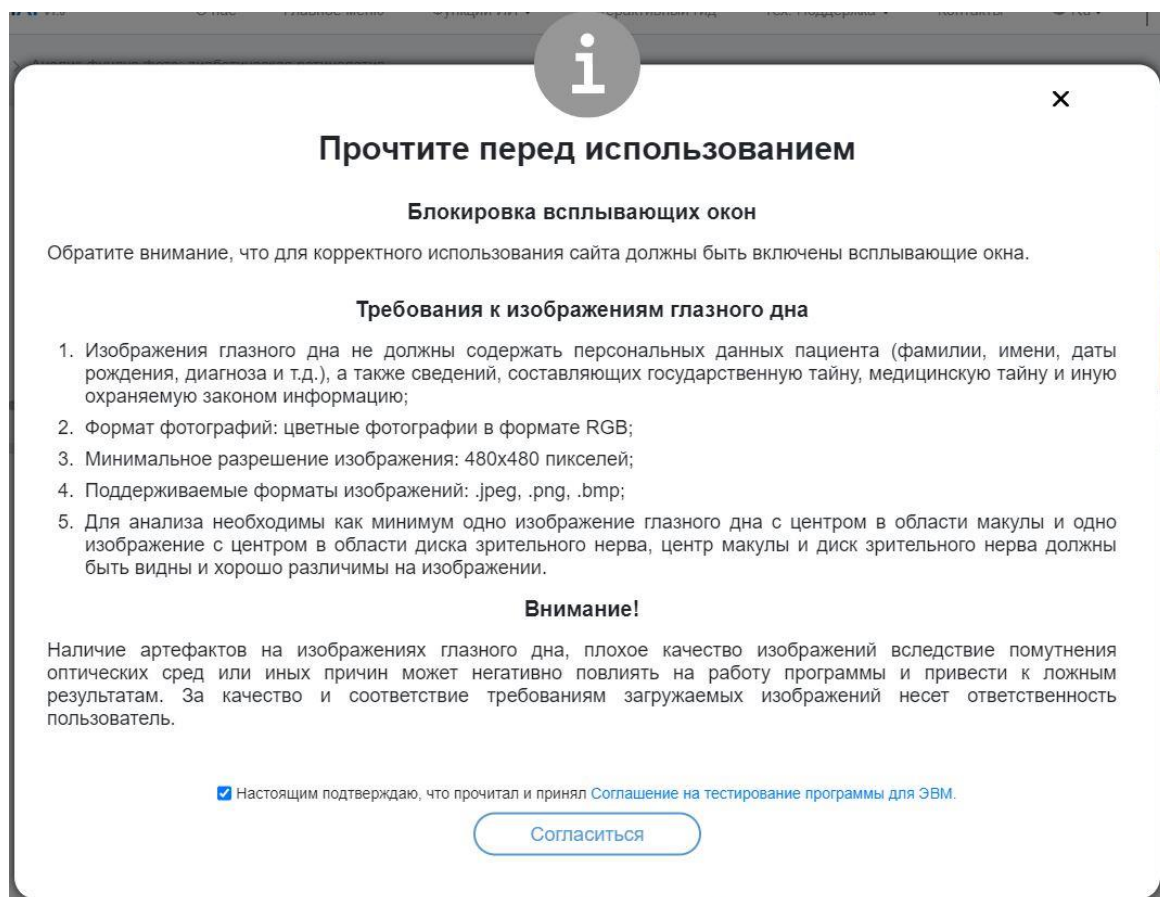 Прочтите перед использованием
Блокировка всплывающих окон
Обратите внимание, что для корректного использования сайта должны быть включены всплывающие окна.
Требования к изображениям глазного дна
1. Изображения глазного дна не должны содержать персональных данных пациента (фамилии, имени, даты
рождения, диагноза и т.д.), а также сведений, составляющих государственную тайну, медицинскую тайну и иную
охраняемую законом информацию;
2. Формат фотографий: цветные фотографии в формате RGB;
3. Минимальное разрешение изображения: 480x480 пикселей;
4. Поддерживаемые форматы изображений: .jpeg, .png, .bmp;
5. Для анализа необходимы как минимум одно изображение глазного дна с центром в области макулы и одно
изображение с центром в области диска зрительного нерва, центр макулы и диск зрительного нерва должны
быть видны и хорошо различимы на изображении.
Внимание!
Наличие артефактов на изображениях глазного дна, плохое качество изображений вследствие помутнения
оптических сред или иных причин может негативно повлиять на работу программы и привести к ложным
результатам. За качество и соответствие требованиям загружаемых изображений несет ответственность
пользователь.
Настоящим подтверждаю, что прочитал и принял Соглашение на тестирование программы для ЭВМ.
Согласиться